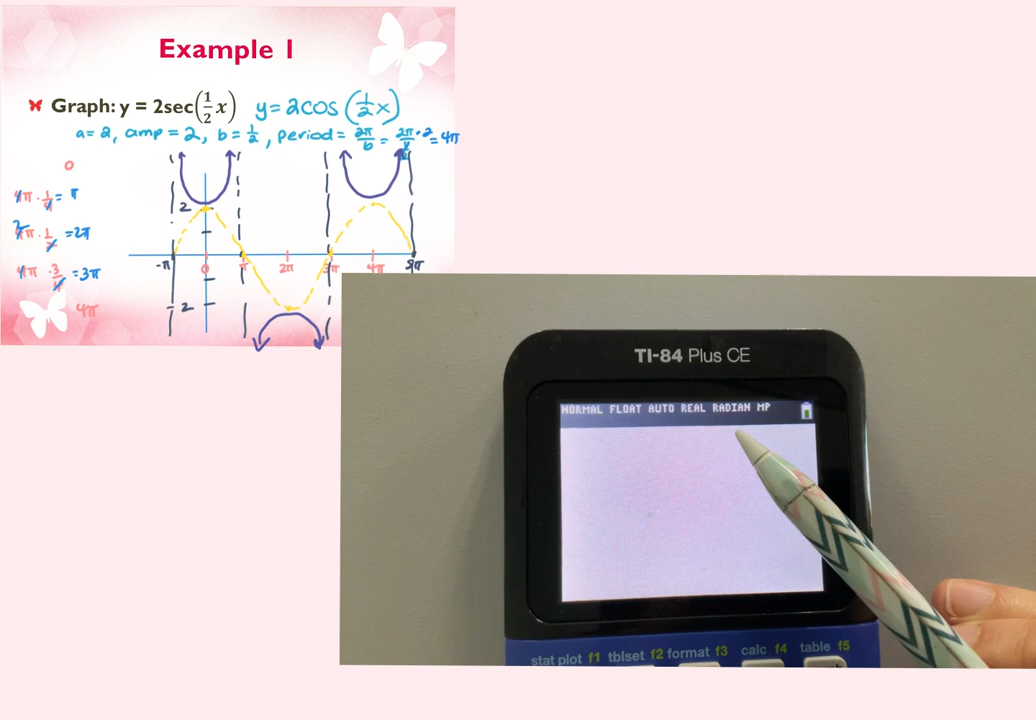 Example 1
Graph: y = 2sec(1/2 x) y=2cos(1/2x)
a=2, amp=2, b=1/2, period=2π/b=2π/½·2=4π
0
4π·1/4=π
4π·1/2=2π
4π·3/4=3π
4π
2
-π 0 π 2π 3π 4π 5π
-2
TI-84 Plus CE
NORMAL FLOAT AUTO REAL RADIAN MP
stat plot f1 tblset f2 format f3 calc f4 table f5